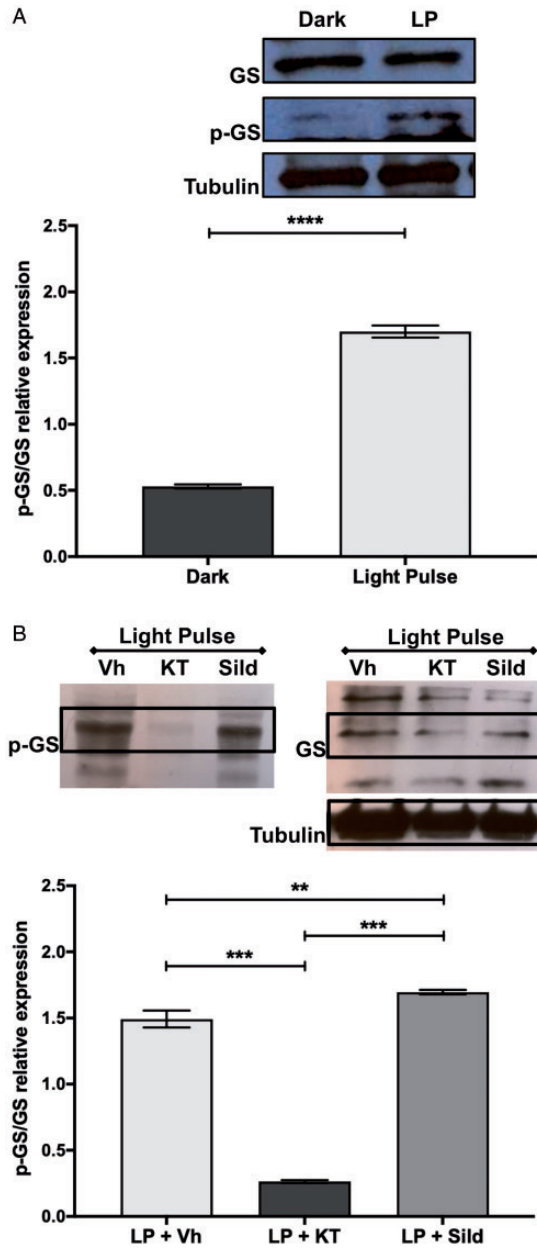 A
Dark LP
GS
p-GS
Tubulin
2.5
2.0
1.5
1.0
0.5
0.0
p-GS/GS relative expression
****
Dark Light Pulse
B
Light Pulse
Vh KT Sild
p-GS
Light Pulse
Vh KT Sild
GS
Tubulin
2.5
2.0
1.5
1.0
0.5
0.0
p-GS/GS relative expression
**
*** ***
LP + Vh LP + KT LP + Sild